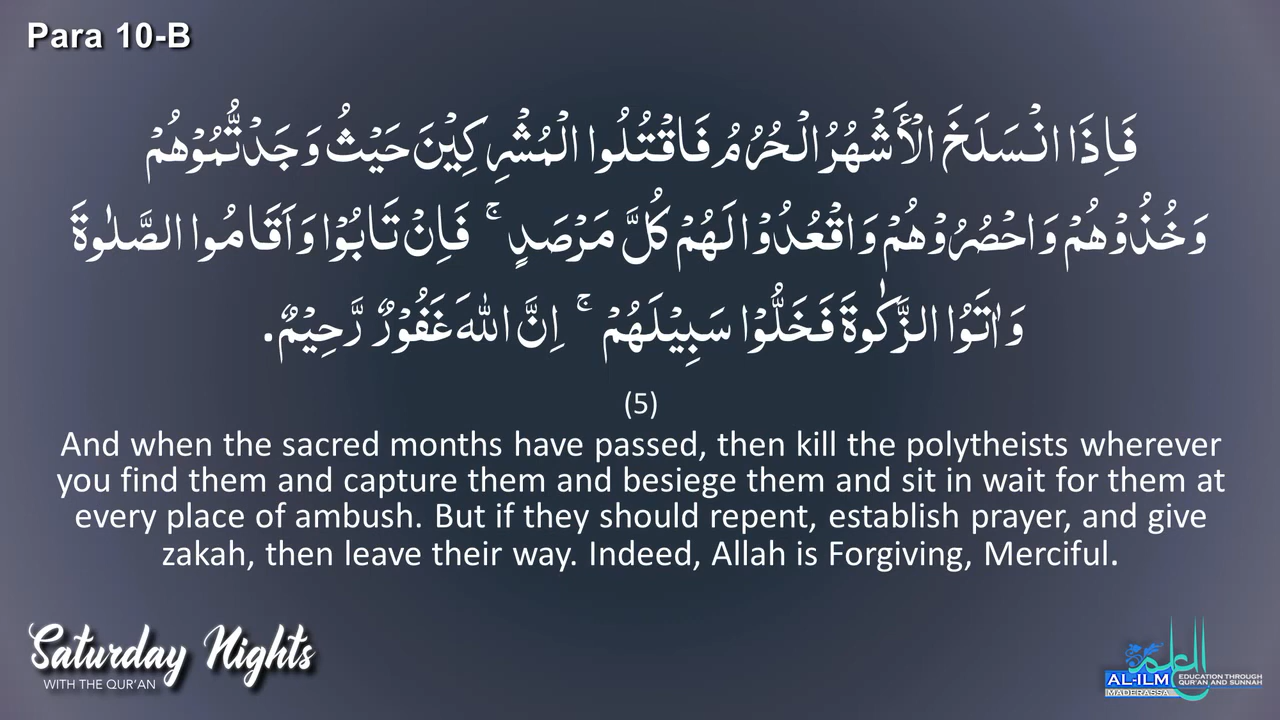 Para 10-B
فَاِذَا انْسَلَخَ الْاَشْهُرُ الْحُرُمُ فَاقْتُلُوا الْمُشْرِكِيْنَ حَيْثُ وَجَدْتُّمُوْهُمْ
وَخُذُوْهُمْ وَاحْصُرُوْهُمْ وَاقْعُدُوْا لَهُمْ كُلَّ مَرْصَدٍ ۚ فَاِنْ تَابُوْا وَاَقَامُوا الصَّلٰوةَ
وَاٰتَوُا الزَّكٰوةَ فَخَلُّوْا سَبِيْلَهُمْ ۚ اِنَّ اللهَ غَفُوْرٌ رَّحِيْمٌ.
(5)
And when the sacred months have passed, then kill the polytheists wherever
you find them and capture them and besiege them and sit in wait for them at
every place of ambush. But if they should repent, establish prayer, and give
zakah, then leave their way. Indeed, Allah is Forgiving, Merciful.
Saturday Nights
WITH THE QUR'AN
العلم
AL-ILM
MADERASSA
EDUCATION THROUGH
QUR'AN AND SUNNAH